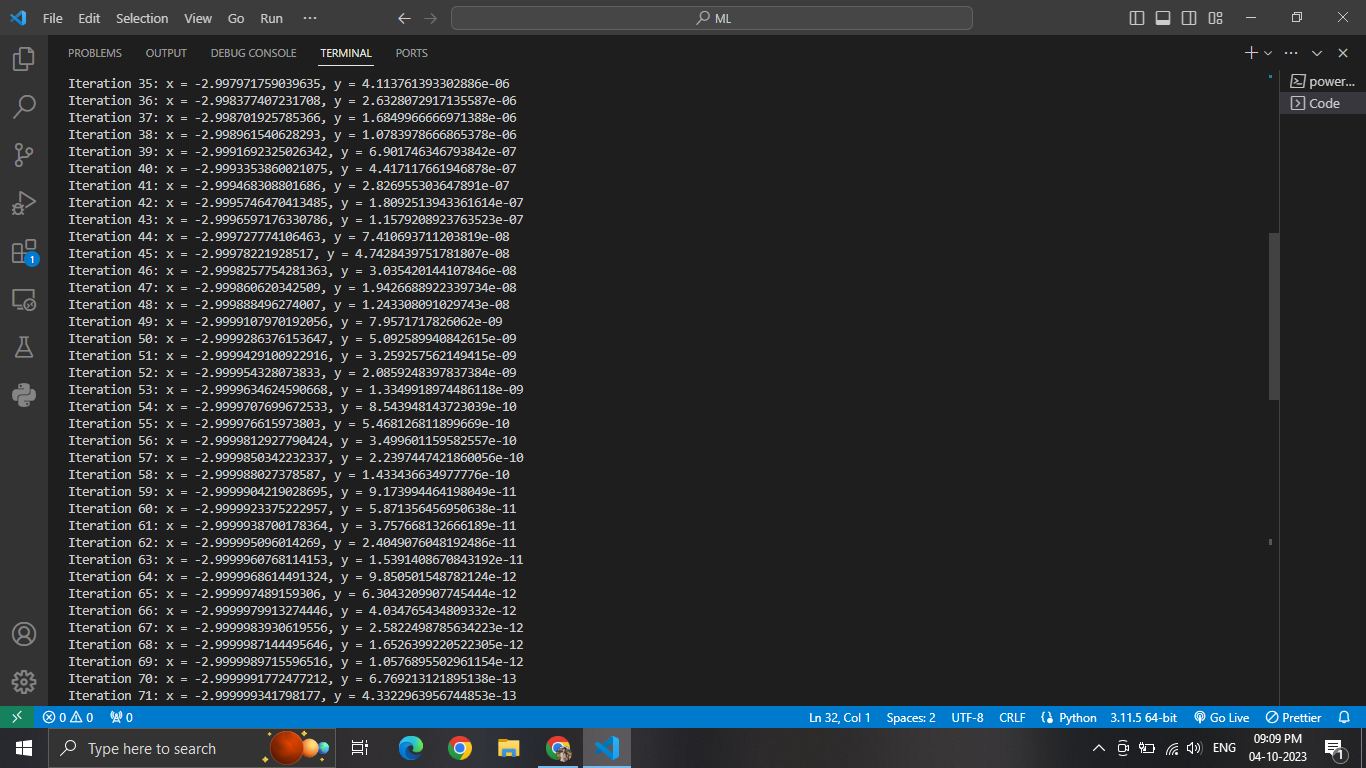 File Edit Selection View Go Run ··· ML
PROBLEMS OUTPUT DEBUG CONSOLE TERMINAL PORTS
Iteration 35: x = -2.997971759039635, y = 4.113761393302886e-06
Iteration 36: x = -2.998377407231708, y = 2.6328072917135587e-06
Iteration 37: x = -2.998701925785366, y = 1.6849966666971388e-06
Iteration 38: x = -2.998961540628293, y = 1.0783978666865378e-06
Iteration 39: x = -2.9991692325026342, y = 6.901746346793842e-07
Iteration 40: x = -2.9993353860021075, y = 4.417117661946878e-07
Iteration 41: x = -2.999468308801686, y = 2.826955303647891e-07
Iteration 42: x = -2.9995746470413485, y = 1.8092513943361614e-07
Iteration 43: x = -2.9996597176330786, y = 1.1579208923763523e-07
Iteration 44: x = -2.999727774106463, y = 7.410693711203819e-08
Iteration 45: x = -2.99978221928517, y = 4.7428439751781807e-08
Iteration 46: x = -2.9998257754281363, y = 3.035420144107846e-08
Iteration 47: x = -2.999860620342509, y = 1.9426688922339734e-08
Iteration 48: x = -2.999888496274007, y = 1.243308091029743e-08
Iteration 49: x = -2.9999107970192056, y = 7.9571717826062e-09
Iteration 50: x = -2.9999286376153647, y = 5.092589940842615e-09
Iteration 51: x = -2.9999429100922916, y = 3.259257562149415e-09
Iteration 52: x = -2.999954328073833, y = 2.0859248397837384e-09
Iteration 53: x = -2.9999634624590668, y = 1.3349918974486118e-09
Iteration 54: x = -2.9999707699672533, y = 8.543948143723039e-10
Iteration 55: x = -2.999976615973803, y = 5.468126811899669e-10
Iteration 56: x = -2.9999812927790424, y = 3.499601159582557e-10
Iteration 57: x = -2.9999850342232337, y = 2.2397447421860056e-10
Iteration 58: x = -2.999988027378587, y = 1.433436634977776e-10
Iteration 59: x = -2.9999904219028695, y = 9.173994464198049e-11
Iteration 60: x = -2.9999923375222957, y = 5.871356456950638e-11
Iteration 61: x = -2.9999938700178364, y = 3.757668132666189e-11
Iteration 62: x = -2.999995096014269, y = 2.4049076048192486e-11
Iteration 63: x = -2.9999960768114153, y = 1.5391408670843192e-11
Iteration 64: x = -2.9999968614491324, y = 9.850501548782124e-12
Iteration 65: x = -2.999997489159306, y = 6.3043209907745444e-12
Iteration 66: x = -2.9999979913274446, y = 4.034765434809332e-12
Iteration 67: x = -2.9999983930619556, y = 2.5822498785634223e-12
Iteration 68: x = -2.9999987144495646, y = 1.6526399220522305e-12
Iteration 69: x = -2.9999989715596516, y = 1.0576895502961154e-12
Iteration 70: x = -2.9999991772477212, y = 6.769213121895138e-13
Iteration 71: x = -2.999999341798177, y = 4.3322963956744853e-13
power...
Code
1
0 0 0 Ln 32, Col 1 Spaces: 2 UTF-8 CRLF Python 3.11.5 64-bit Go Live Prettier
Type here to search ENG 09:09 PM
04-10-2023
1